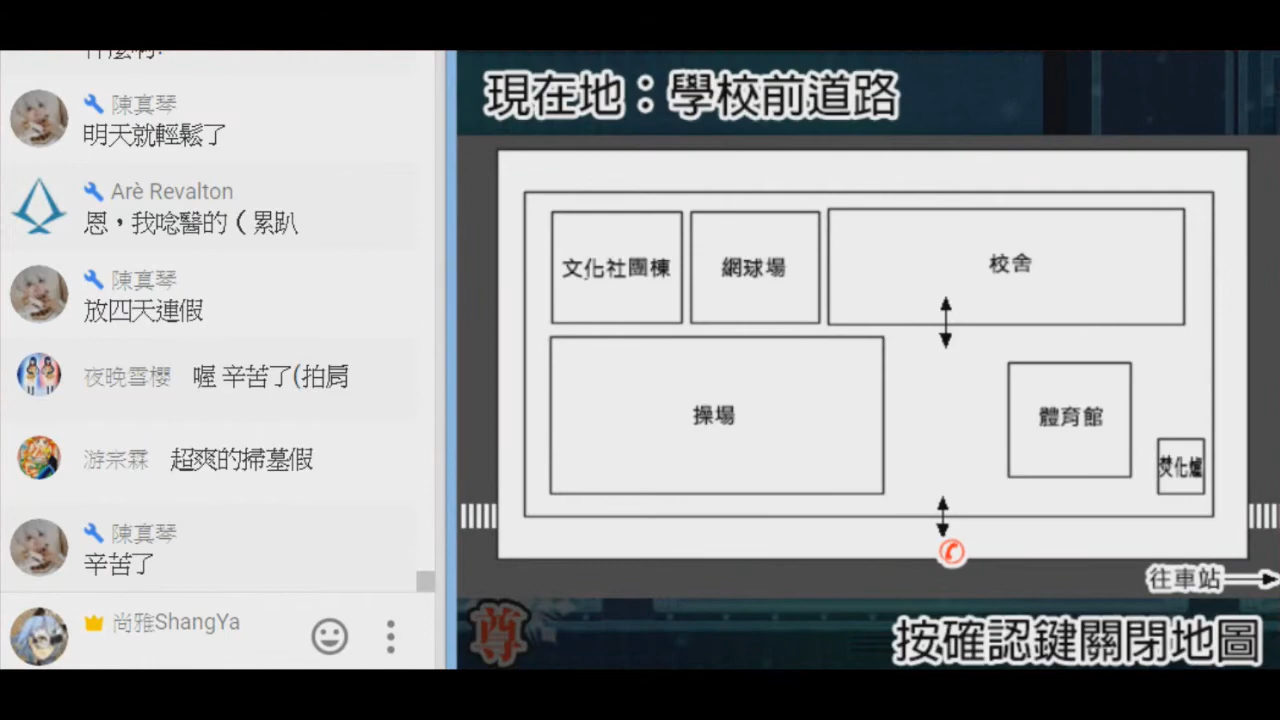 什麼啊?
陳真琴
明天就輕鬆了
Arè Revalton
恩，我唸醫的（累趴
陳真琴
放四天連假
夜晚雪櫻 喔 辛苦了(拍肩
游宗霖 超爽的掃墓假
陳真琴
辛苦了
尚雅ShangYa
現在地：學校前道路
文化社團棟
網球場
校舍
操場
體育館
焚化爐
往車站
尊
按確認鍵關閉地圖